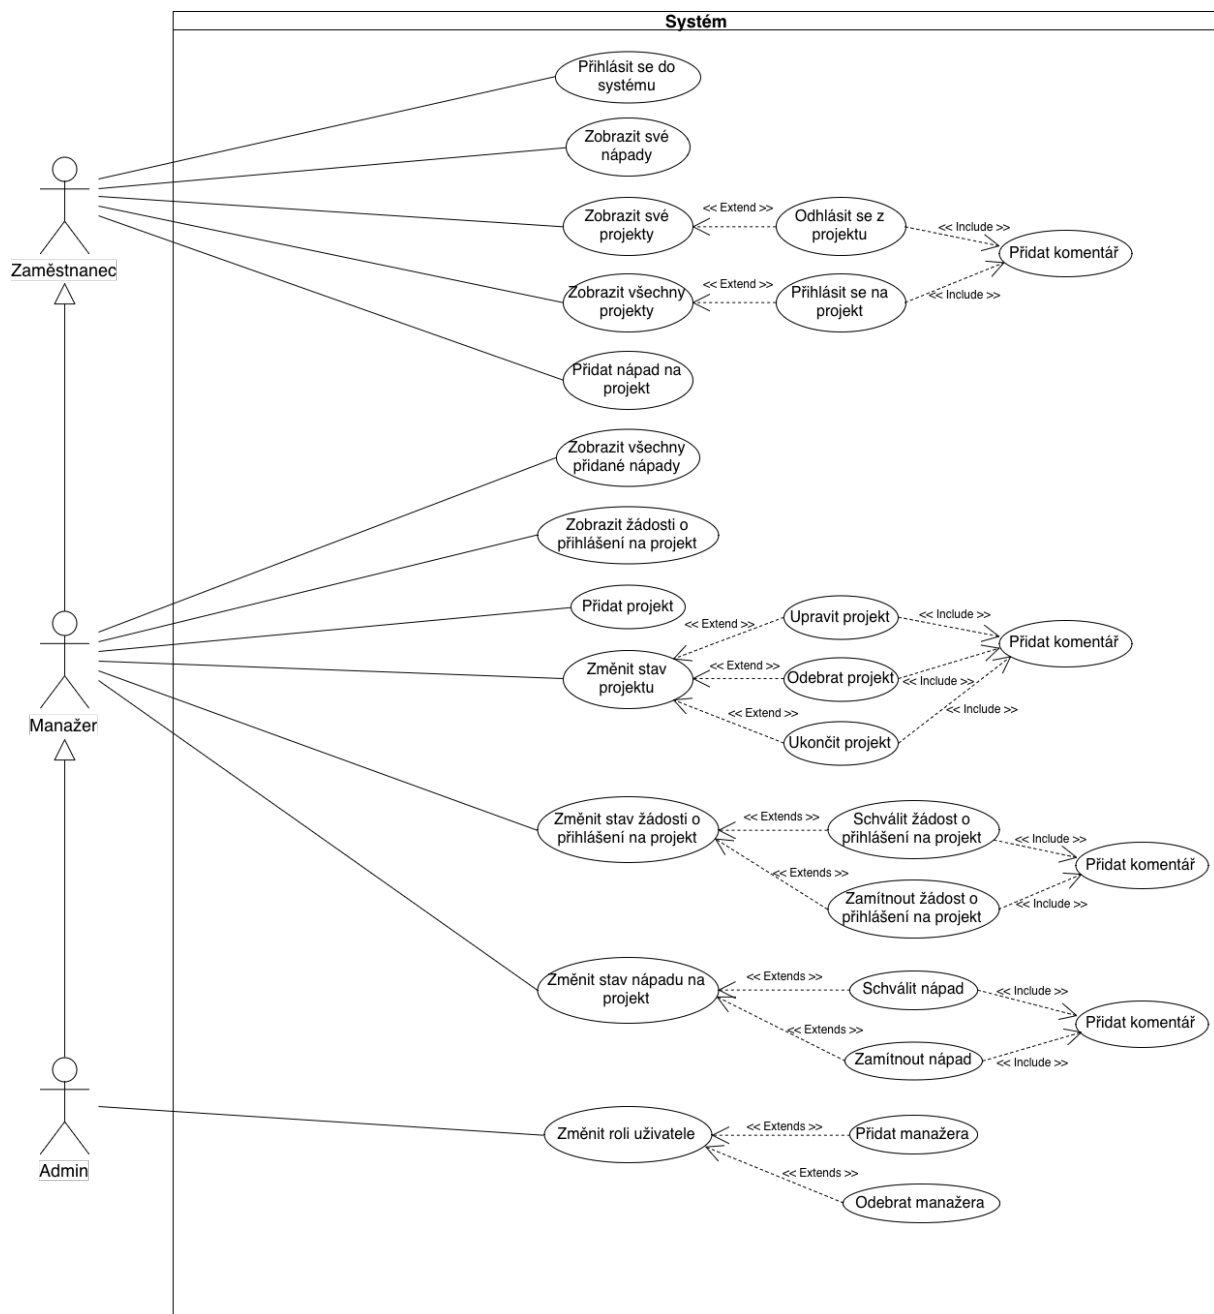 Systém
Přihlásit se do
systému
Zobrazit své
nápady
Zaměstnanec
Zobrazit své
projekty
<< Extend >>
Odhlásit se z
projektu
<< Include >>
Přidat komentář
Zobrazit všechny
projekty
<< Extend >>
Přihlásit se na
projekt
<< Include >>
Přidat nápad na
projekt
Zobrazit všechny
přidané nápady
Zobrazit žádosti o
přihlášení na projekt
Přidat projekt
Manažer
Změnit stav
projektu
<< Extend >>
Upravit projekt
<< Include >>
Přidat komentář
<< Extend >>
Odebrat projekt
<< Include >>
<< Extend >>
Ukončit projekt
<< Include >>
Změnit stav žádosti o
přihlášení na projekt
<< Extends >>
Schválit žádost o
přihlášení na projekt
<< Include >>
Přidat komentář
<< Extends >>
Zamítnout žádost o
přihlášení na projekt
<< Include >>
Změnit stav nápadu na
projekt
<< Extends >>
Schválit nápad
<< Include >>
Přidat komentář
<< Extends >>
Zamítnout nápad
<< Include >>
Admin
Změnit roli uživatele
<< Extends >>
Přidat manažera
<< Extends >>
Odebrat manažera